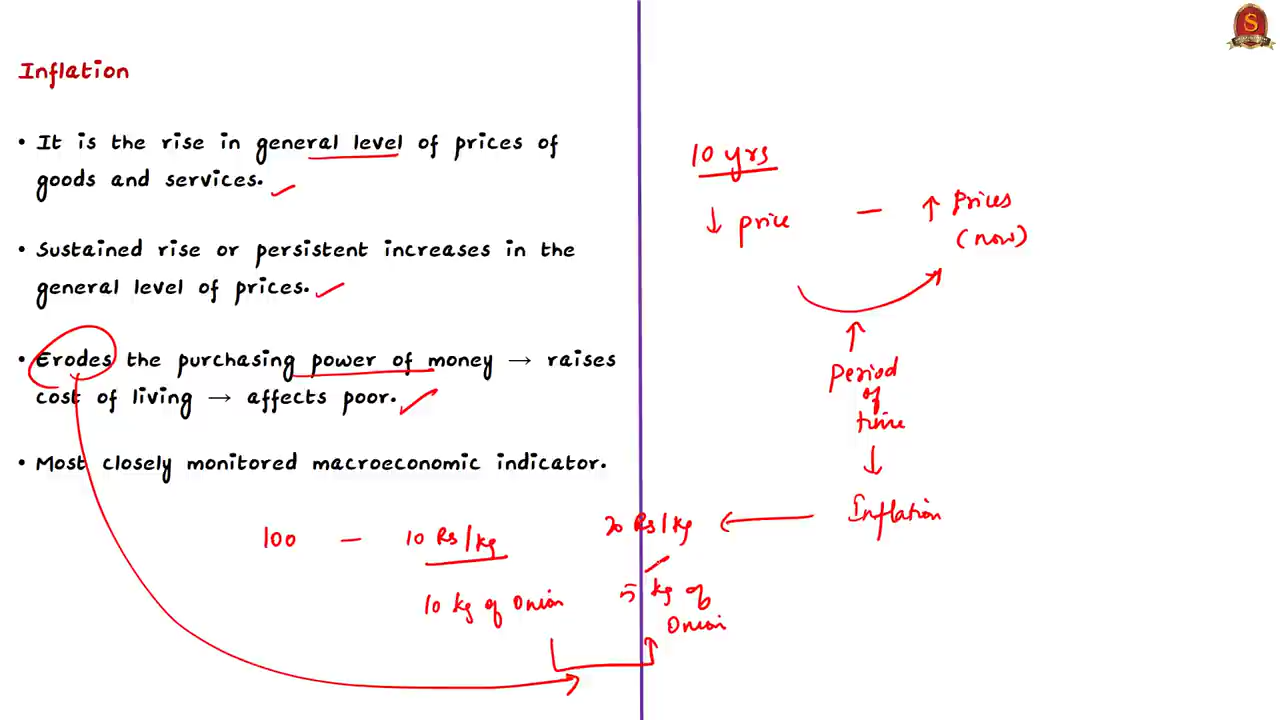 Inflation
• It is the rise in general level of prices of
goods and services.
• Sustained rise or persistent increases in the
general level of prices.
• Erodes the purchasing power of money → raises
cost of living → affects poor.
• Most closely monitored macroeconomic indicator.
100 — 10 Rs/kg
10 kg of Onion
20 Rs/kg
5 kg of
Onion
10 yrs
↓ price — ↑ Prices
(now)
Period
of
time
↓
Inflation
S